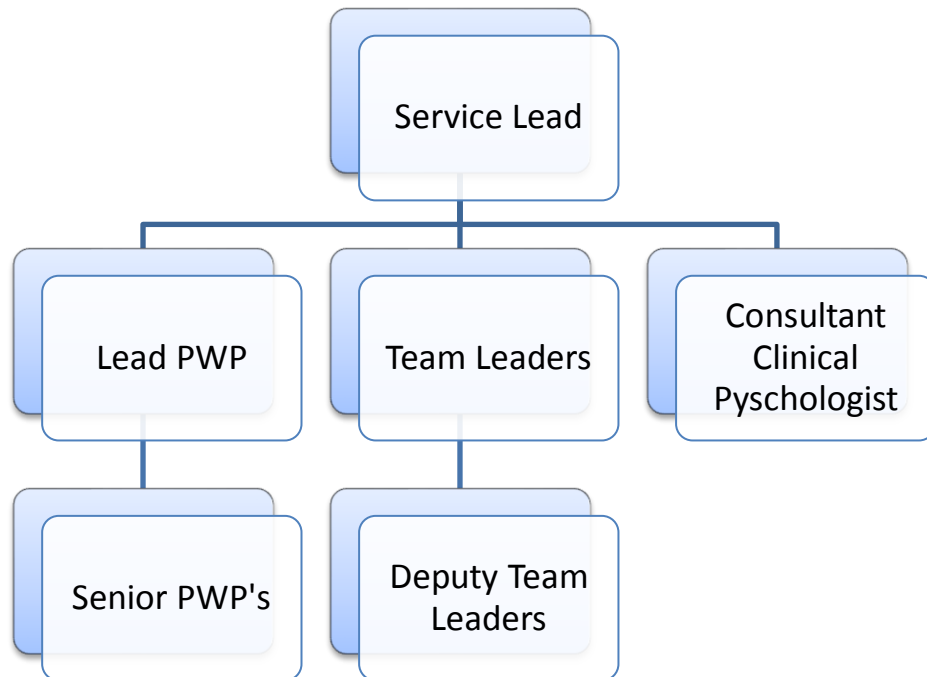 Service Lead
Lead PWP
Team Leaders
Consultant
Clinical
Pyschologist
Senior PWP's
Deputy Team
Leaders